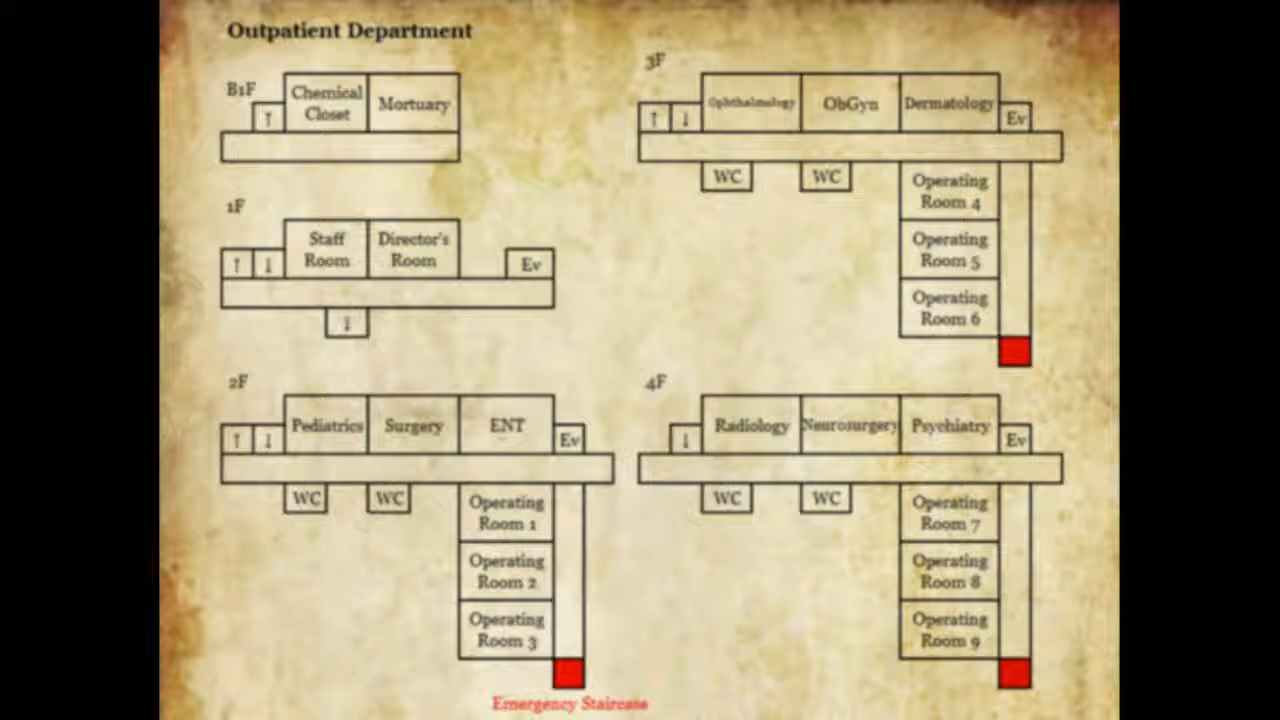 Outpatient Department
B1F
Chemical
Closet
Mortuary
↑
1F
Staff
Room
Director's
Room
↑
↓
Ev
↓
2F
Pediatrics
Surgery
ENT
↑
↓
Ev
WC
WC
Operating
Room 1
Operating
Room 2
Operating
Room 3
Emergency Staircase
3F
Ophthalmology
ObGyn
Dermatology
↑
↓
Ev
WC
WC
Operating
Room 4
Operating
Room 5
Operating
Room 6
4F
Radiology
Neurosurgery
Psychiatry
↓
Ev
WC
WC
Operating
Room 7
Operating
Room 8
Operating
Room 9